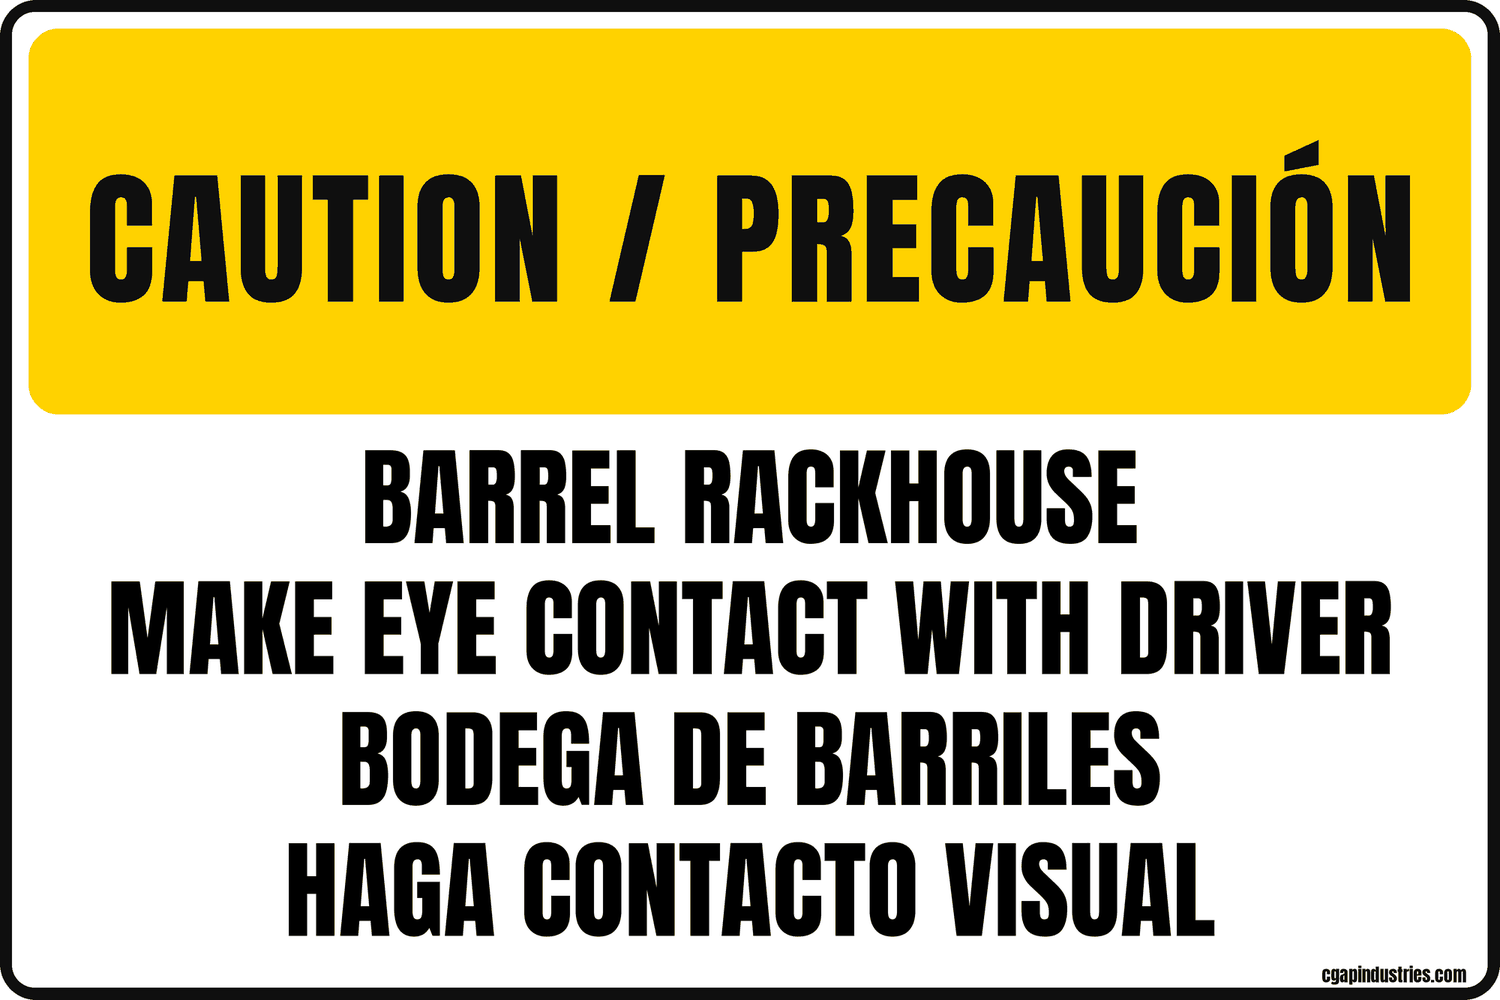 CAUTION / PRECAUCIÓN
BARREL RACKHOUSE
MAKE EYE CONTACT WITH DRIVER
BODEGA DE BARRILES
HAGA CONTACTO VISUAL
cgapindustries.com